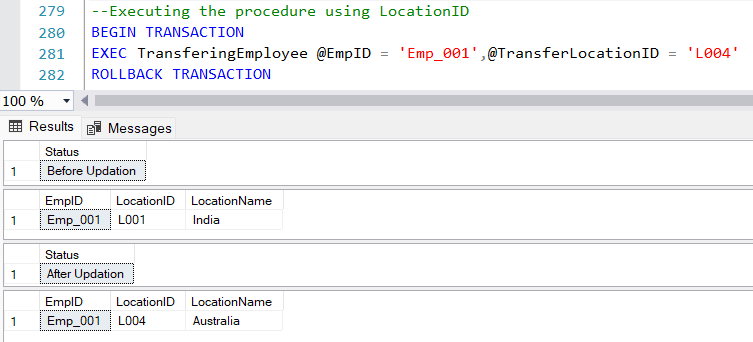 279 --Executing the procedure using LocationID
280 BEGIN TRANSACTION
281 EXEC TransferingEmployee @EmpID = 'Emp_001',@TransferLocationID = 'L004'
282 ROLLBACK TRANSACTION
100 %
Results Messages
Status
1 Before Updation
EmpID LocationID LocationName
1 Emp_001 L001 India
Status
1 After Updation
EmpID LocationID LocationName
1 Emp_001 L004 Australia